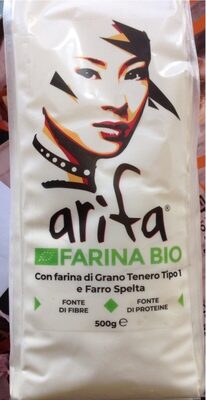 arifa®
FARINA BIO
Con farina di Grano Tenero Tipo 1
e Farro Spelta
FONTE
DI FIBRE
FONTE
DI PROTEINE
500g ℮